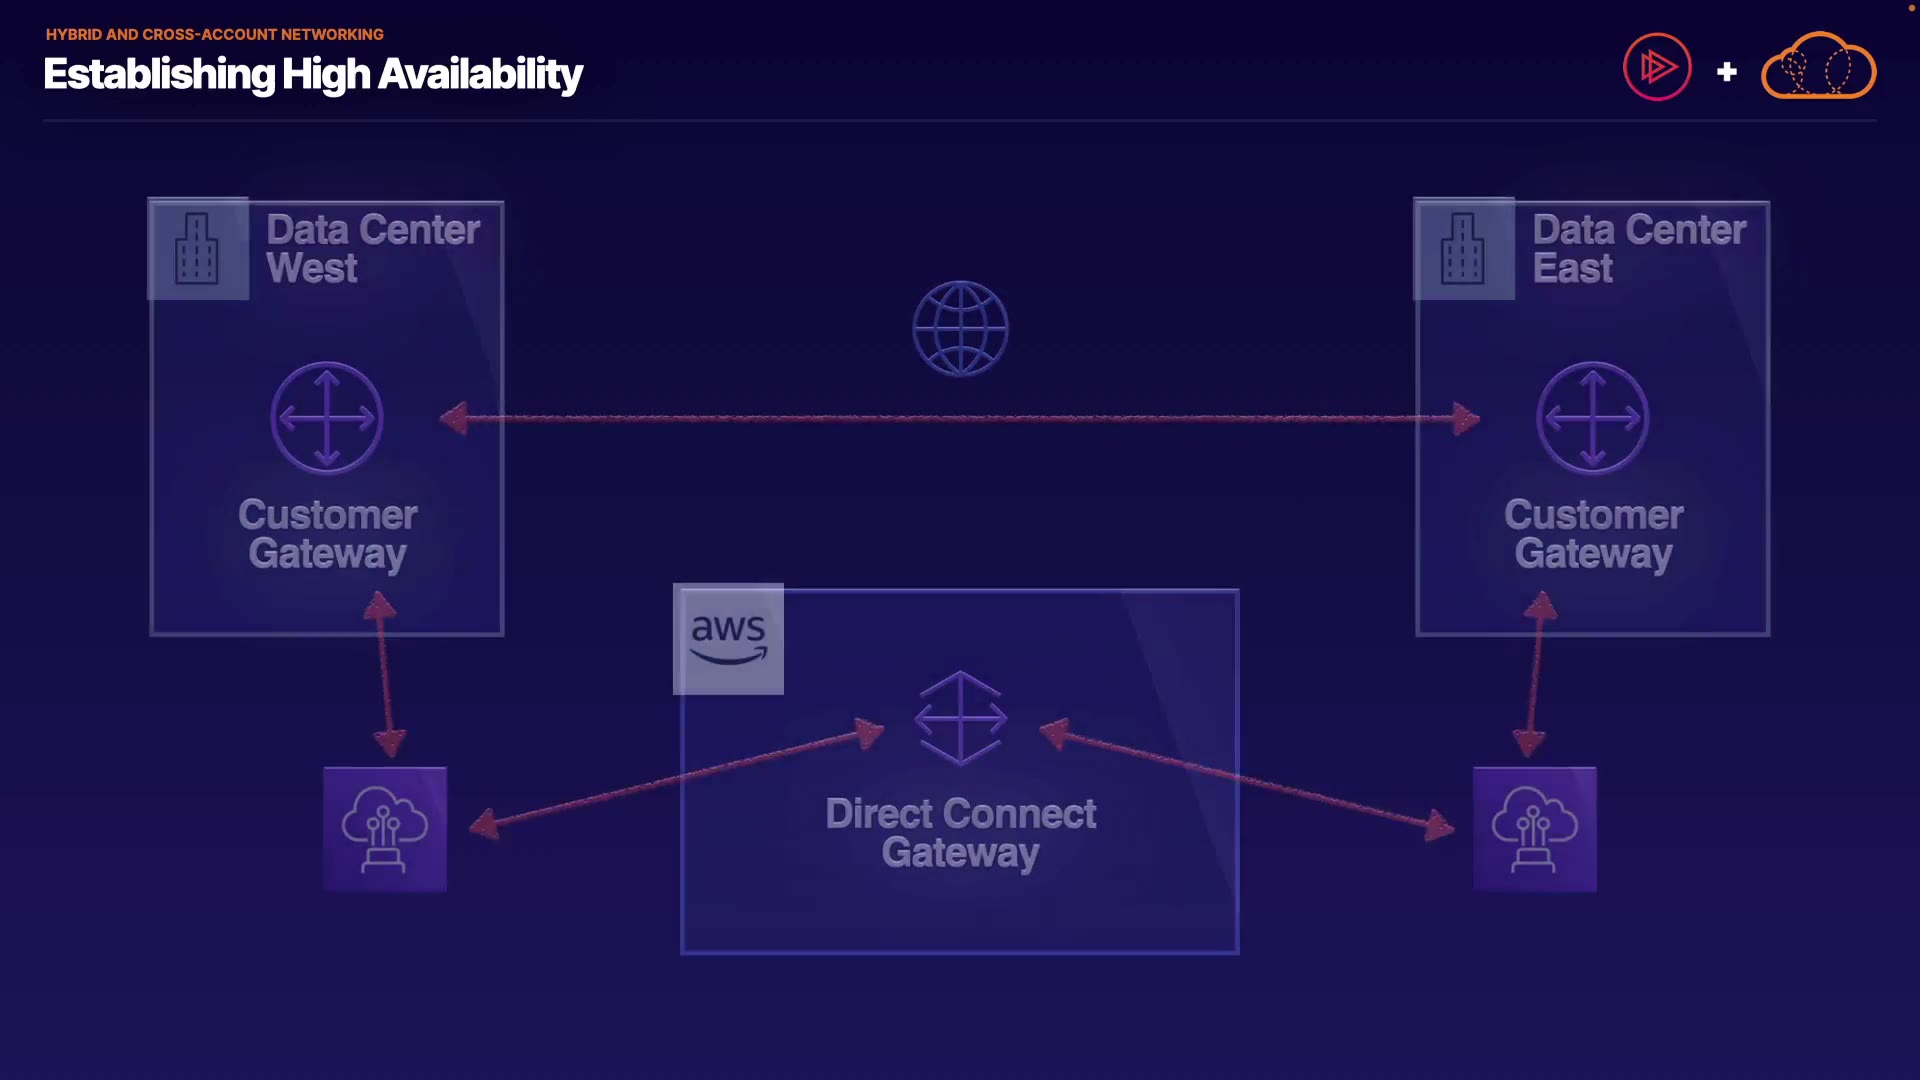 HYBRID AND CROSS-ACCOUNT NETWORKING
Establishing High Availability
Data Center
West
Data Center
East
Customer
Gateway
Customer
Gateway
aws
Direct Connect
Gateway